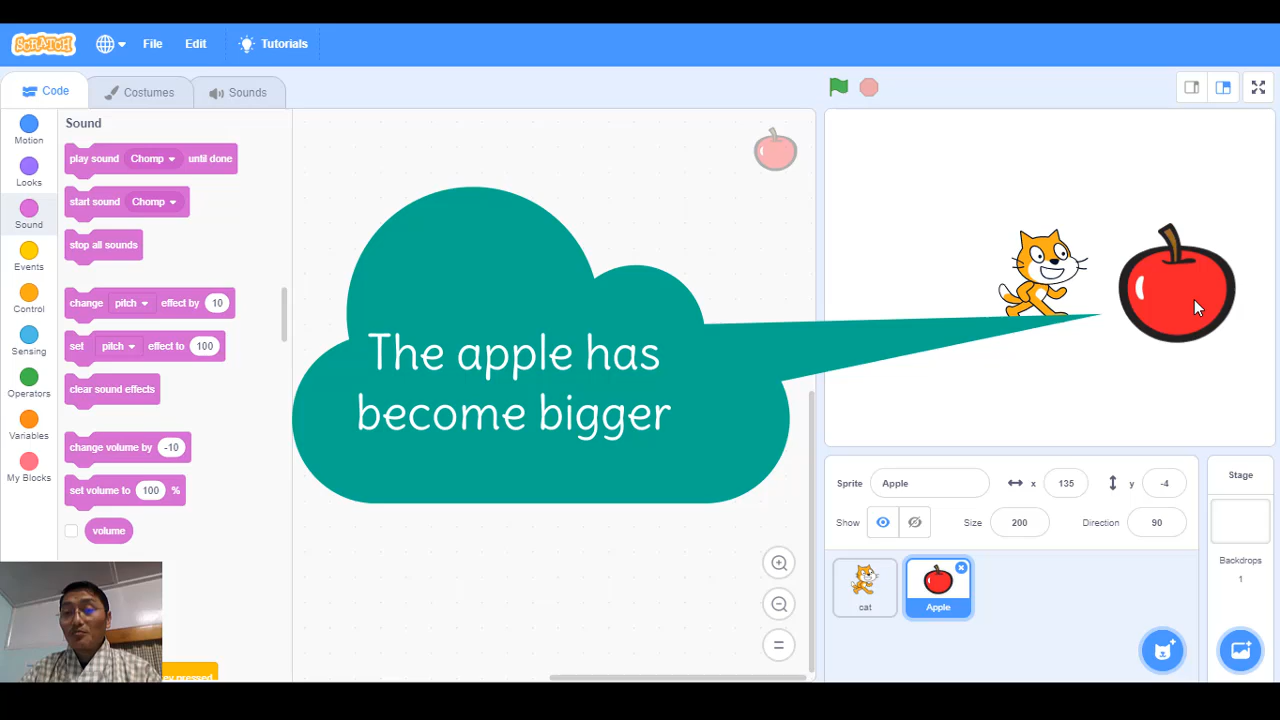 SCRATCH
File
Edit
Tutorials
Code
Costumes
Sounds
Motion
Looks
Sound
Events
Control
Sensing
Operators
Variables
My Blocks
Sound
play sound Chomp until done
start sound Chomp
stop all sounds
change pitch effect by 10
set pitch effect to 100
clear sound effects
change volume by -10
set volume to 100 %
volume
key pressed
The apple has
become bigger
Sprite Apple x 135 y -4
Show Size 200 Direction 90
cat
Apple
Stage
Backdrops
1